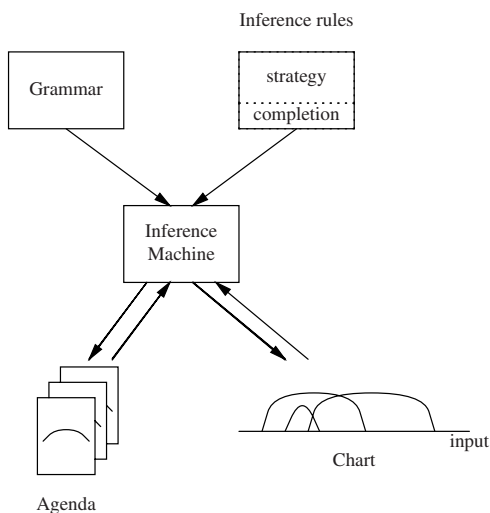 Inference rules
Grammar
strategy
completion
Inference
Machine
input
Chart
Agenda